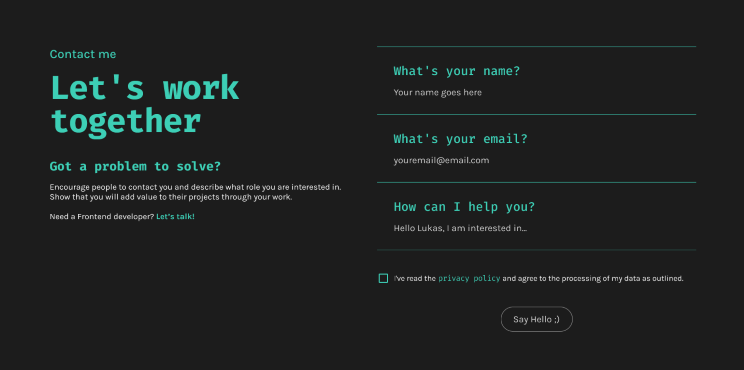 Contact me
Let's work
together
Got a problem to solve?
Encourage people to contact you and describe what role you are interested in.
Show that you will add value to their projects through your work.
Need a Frontend developer? Let's talk!
What's your name?
Your name goes here
What's your email?
youremail@email.com
How can I help you?
Hello Lukas, I am interested in...
I've read the privacy policy and agree to the processing of my data as outlined.
Say Hello ;)